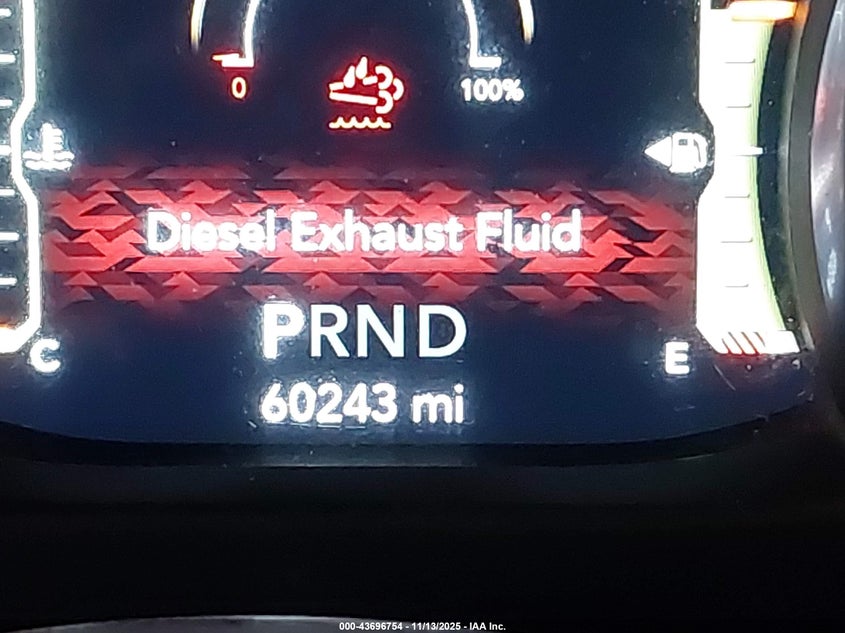 0
100%
Diesel Exhaust Fluid
PRND
C
E
60243 mi
000-43696754 - 11/13/2025 - IAA Inc.